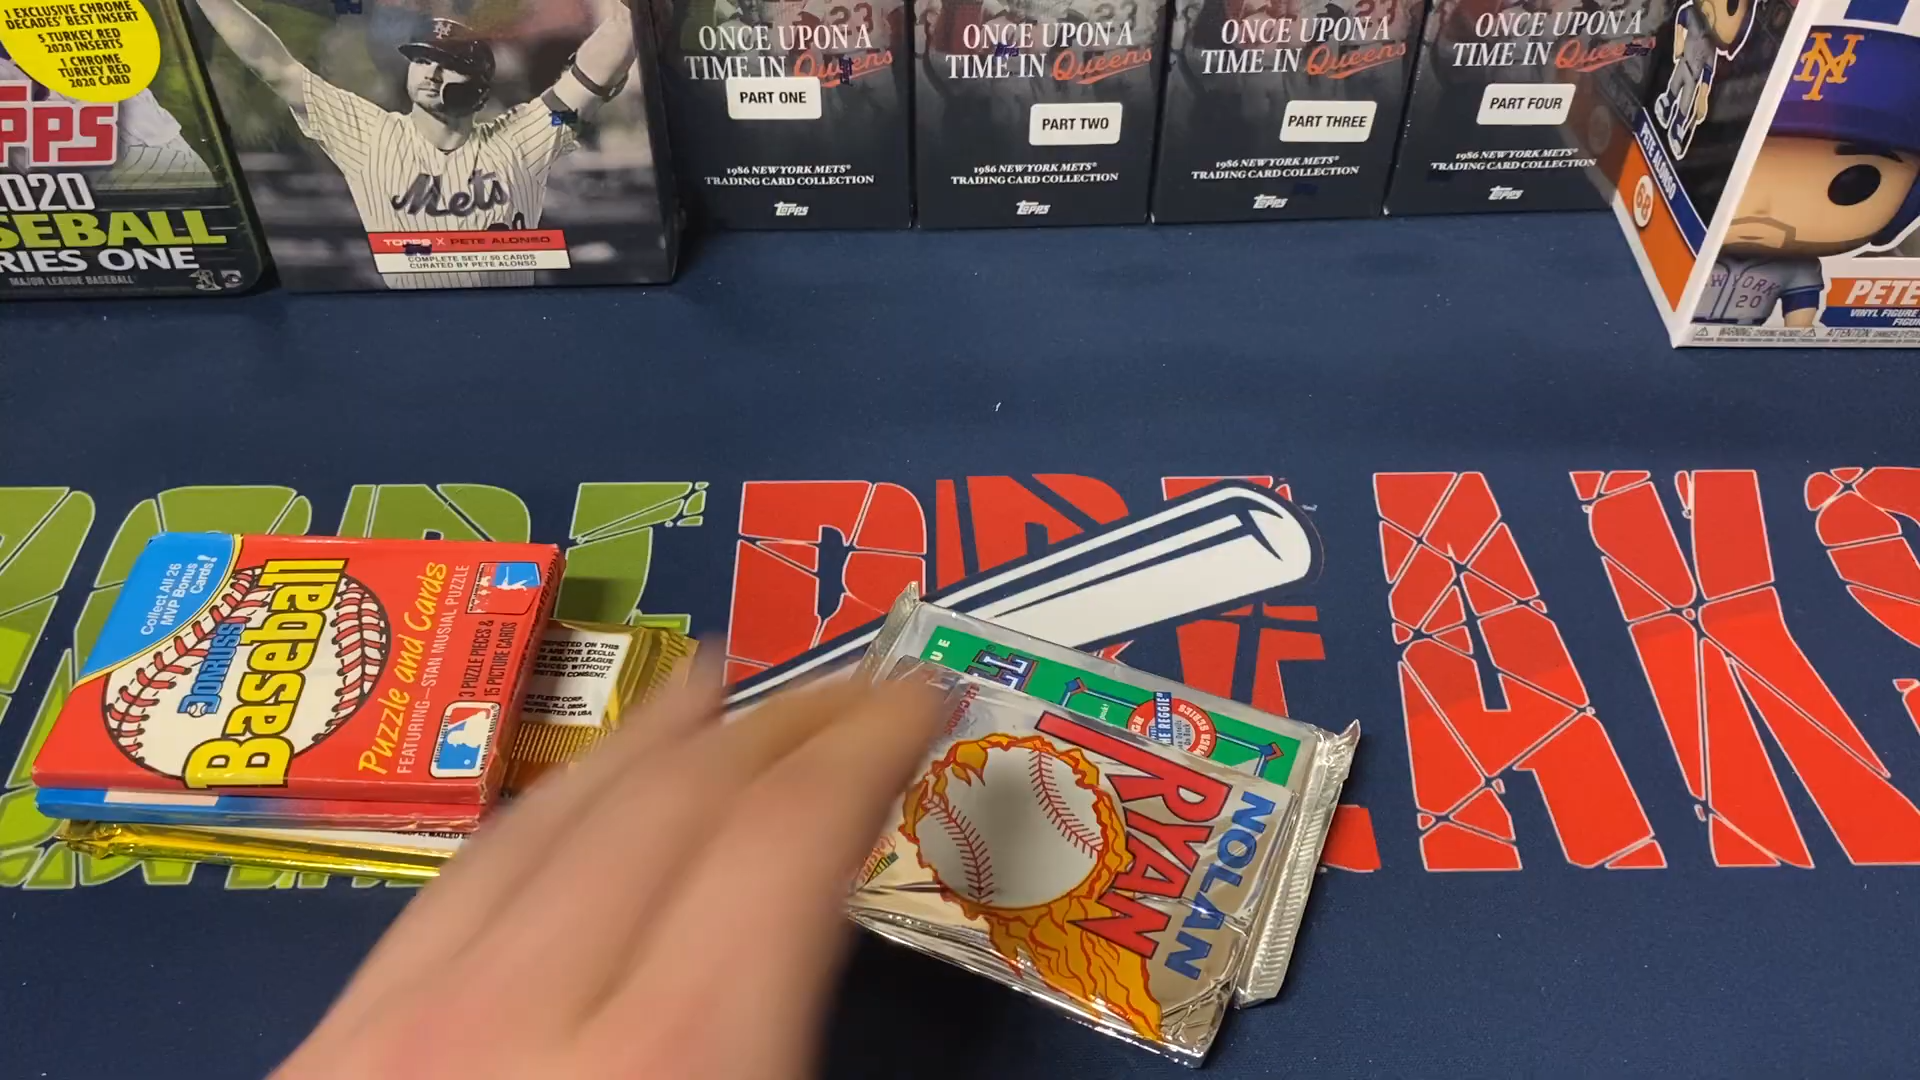 1 EXCLUSIVE CHROME
DECADES' BEST INSERT
5 TURKEY RED
2020 INSERTS
1 CHROME
TURKEY RED
2020 CARD
PPS
2020
SEBALL
RIES ONE
MAJOR LEAGUE BASEBALL
Mets
TOPPS X PETE ALONSO
COMPLETE SET // 50 CARDS
CURATED BY PETE ALONSO
ONCE UPON A
TIME IN Queens
PART ONE
1986 NEW YORK METS®
TRADING CARD COLLECTION
Topps
ONCE UPON A
TIME IN Queens
PART TWO
1986 NEW YORK METS®
TRADING CARD COLLECTION
Topps
ONCE UPON A
TIME IN Queens
PART THREE
1986 NEW YORK METS®
TRADING CARD COLLECTION
Topps
ONCE UPON A
TIME IN Queens
PART FOUR
1986 NEW YORK METS®
TRADING CARD COLLECTION
Topps
PETE ALONSO
68
NY
W YORK
20
PETE
VINYL FIGURE
BREAKS
Collect All 26
MVP Bonus
Cards!
DONRUSS
Baseball
Puzzle and Cards
FEATURING—STAN MUSIAL PUZZLE
3 PUZZLE PIECES &
15 PICTURE CARDS
NOLAN
RYAN